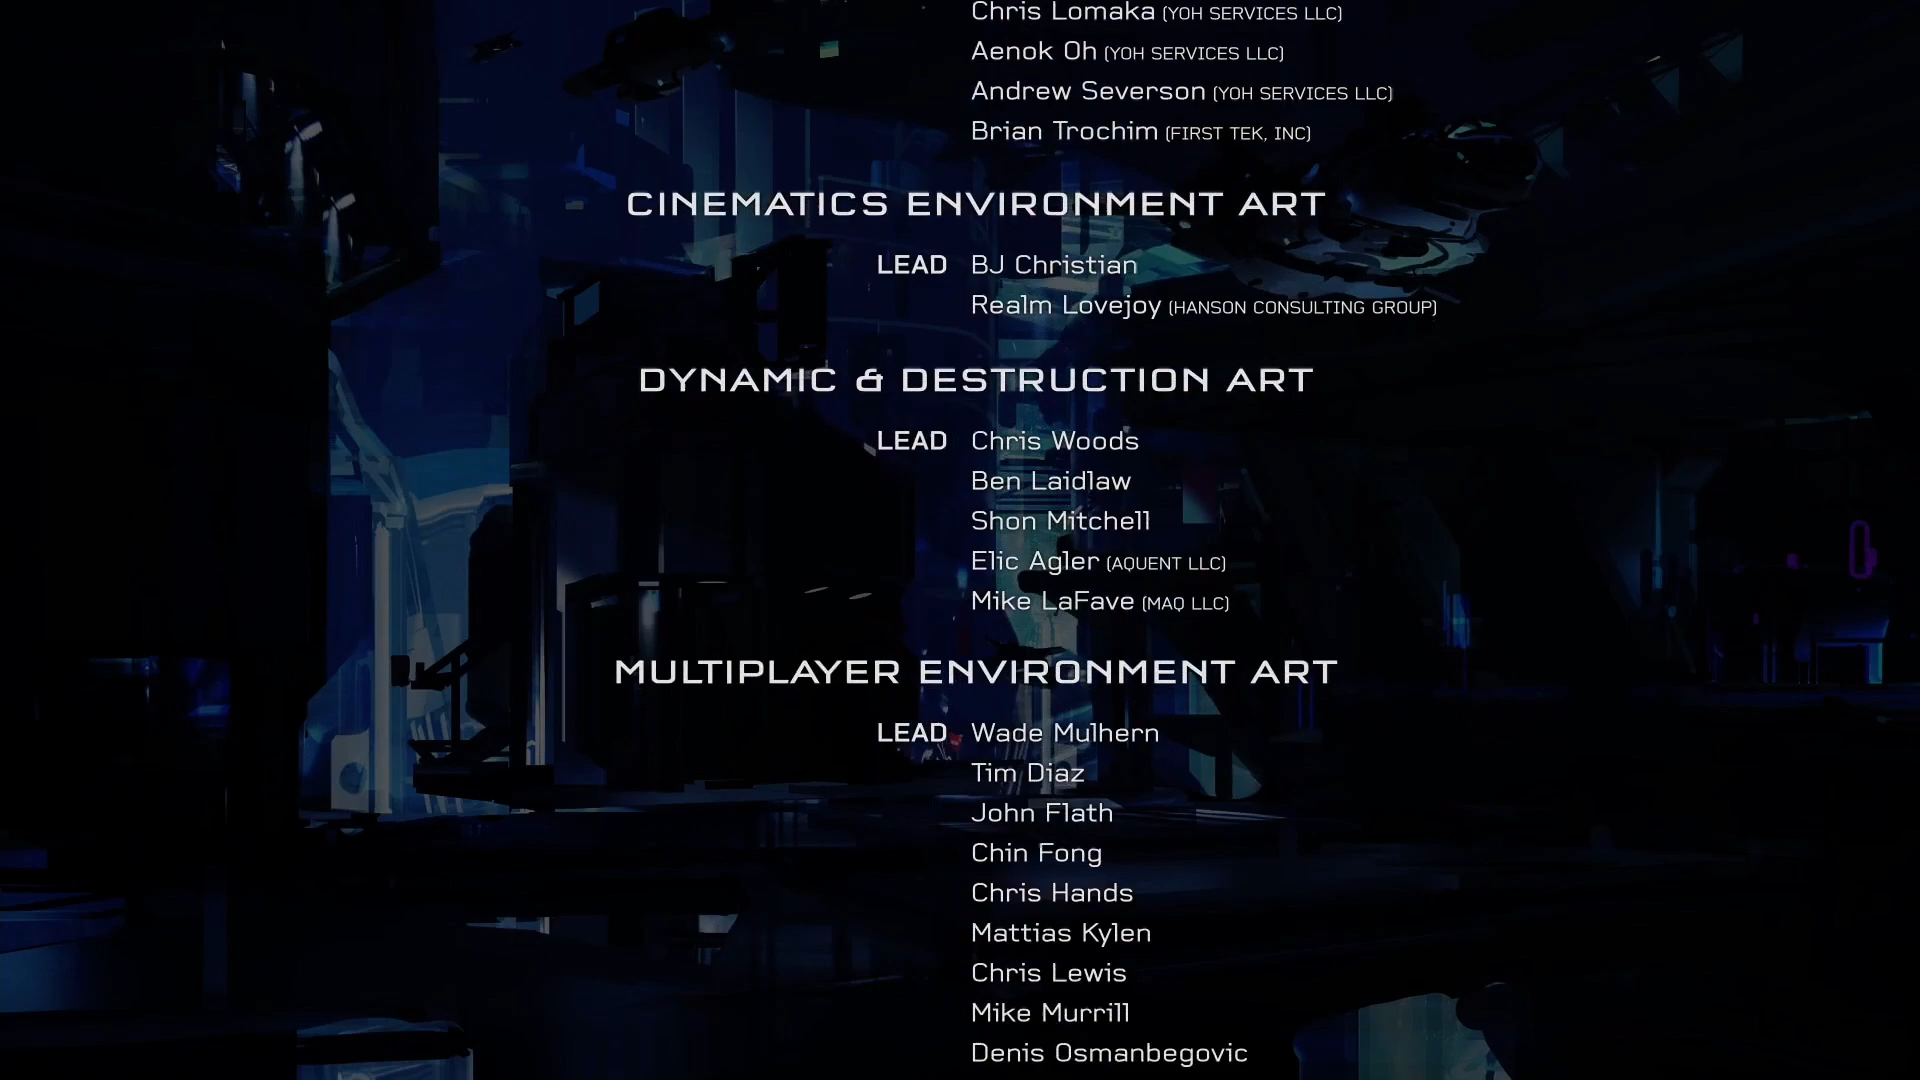 Chris Lomaka (YOH SERVICES LLC)
Aenok Oh (YOH SERVICES LLC)
Andrew Severson (YOH SERVICES LLC)
Brian Trochim (FIRST TEK, INC)
CINEMATICS ENVIRONMENT ART
LEAD BJ Christian
Realm Lovejoy (HANSON CONSULTING GROUP)
DYNAMIC & DESTRUCTION ART
LEAD Chris Woods
Ben Laidlaw
Shon Mitchell
Elic Agler (AQUENT LLC)
Mike LaFave (MAQ LLC)
MULTIPLAYER ENVIRONMENT ART
LEAD Wade Mulhern
Tim Diaz
John Flath
Chin Fong
Chris Hands
Mattias Kylen
Chris Lewis
Mike Murrill
Denis Osmanbegovic